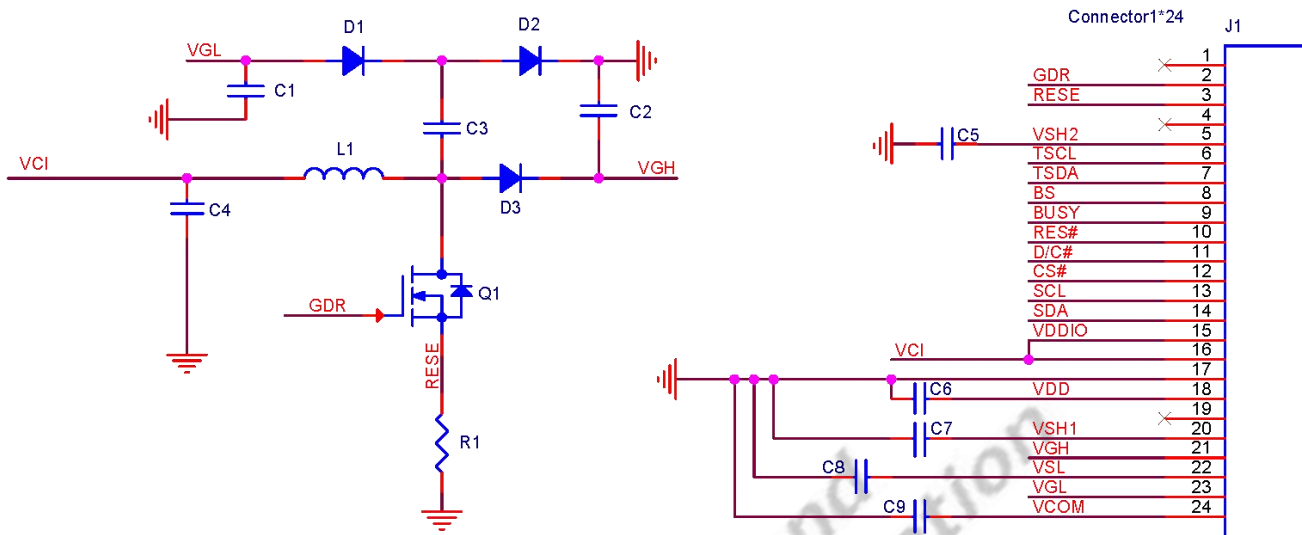 Connector1*24
J1
D1
D2
VGL
C1
C2
C3
VCI
L1
VGH
D3
C4
Q1
GDR
RESE
R1
1
GDR 2
RESE 3
4
C5 VSH2 5
TSCL 6
TSDA 7
BS 8
BUSY 9
RES# 10
D/C# 11
CS# 12
SCL 13
SDA 14
VDDIO 15
VCI 16
17
C6 VDD 18
19
C7 VSH1 20
VGH 21
C8 VSL 22
VGL 23
C9 VCOM 24